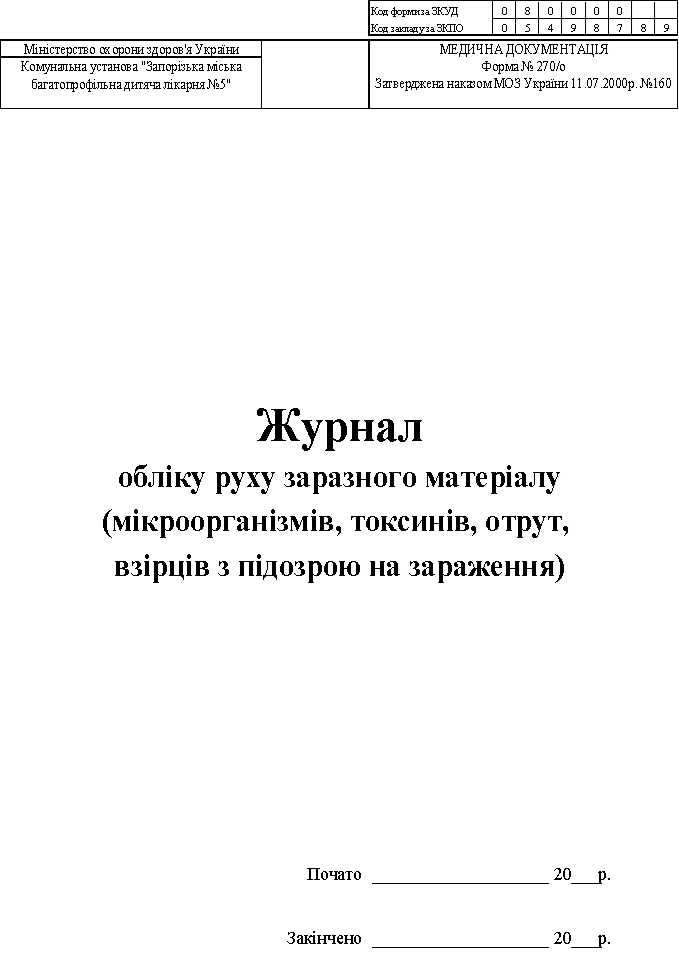 Код форми за ЗКУД 0 8 0 0 0 0
Код закладу за ЗКПО 0 5 4 9 8 7 8 9
Міністерство охорони здоров'я України
Комунальна установа "Запорізька міська
багатопрофільна дитяча лікарня №5"
МЕДИЧНА ДОКУМЕНТАЦІЯ
Форма № 270/о
Затверджена наказом МОЗ України 11.07.2000р. №160
Журнал
обліку руху заразного матеріалу
(мікроорганізмів, токсинів, отрут,
взірців з підозрою на зараження)
Почато ___________________ 20___р.
Закінчено ___________________ 20___р.